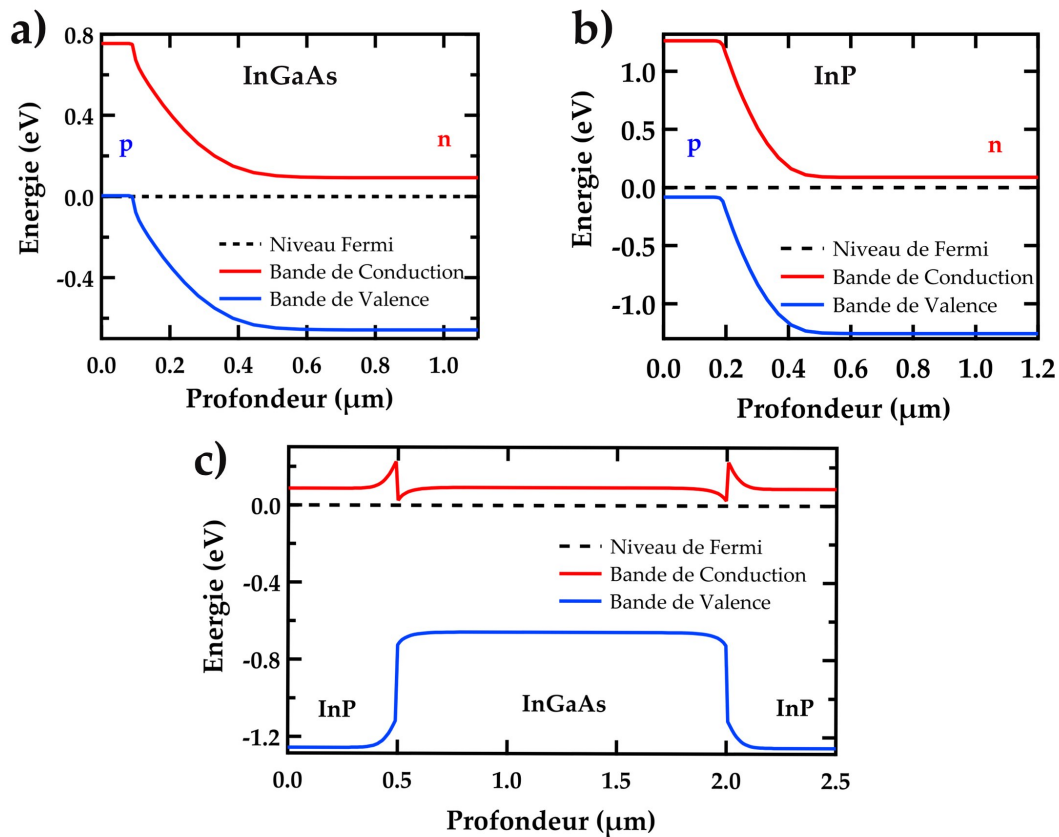 a)
InGaAs
p
n
Niveau Fermi
Bande de Conduction
Bande de Valence
0.8
0.4
0.0
-0.4
Energie (eV)
0.0 0.2 0.4 0.6 0.8 1.0
Profondeur (µm)
b)
InP
p
n
Niveau de Fermi
Bande de Conduction
Bande de Valence
1.0
0.5
0.0
-0.5
-1.0
Energie (eV)
0.0 0.2 0.4 0.6 0.8 1.0 1.2
Profondeur (µm)
c)
Niveau de Fermi
Bande de Conduction
Bande de Valence
InP InGaAs InP
0.0
-0.4
-0.8
-1.2
Energie (eV)
0.0 0.5 1.0 1.5 2.0 2.5
Profondeur (µm)